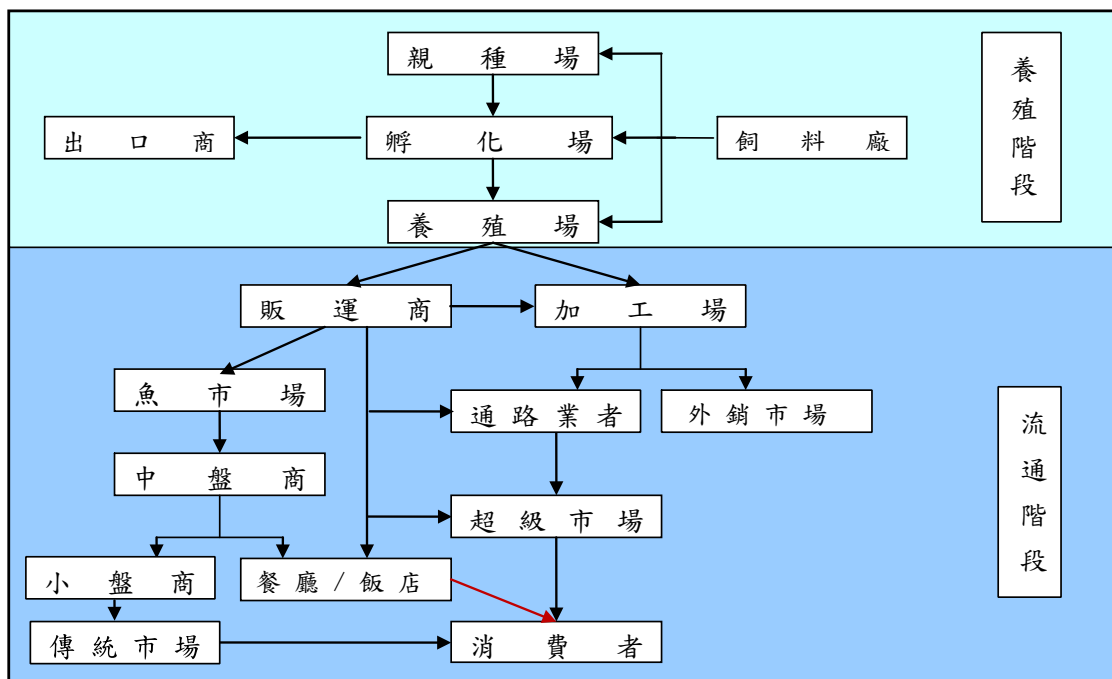 親種場
養殖階段
出口商
孵化場
飼料廠
養殖場
販運商
加工場
魚市場
通路業者
外銷市場
流通階段
中盤商
超級市場
小盤商
餐廳/飯店
傳統市場
消費者